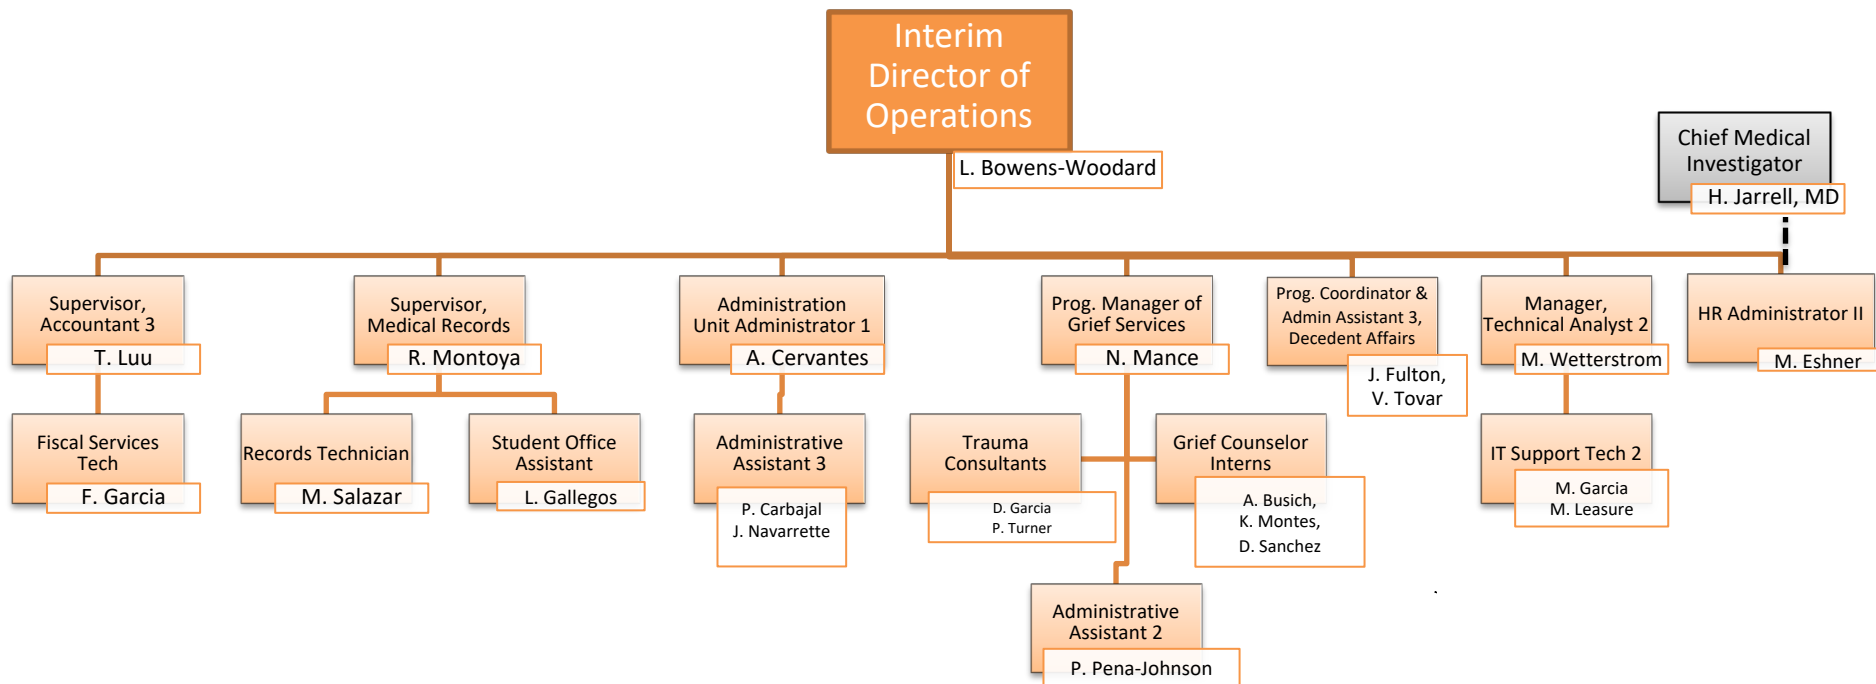 Interim
Director of
Operations
L. Bowens-Woodard
Chief Medical
Investigator
H. Jarrell, MD
Supervisor,
Accountant 3
T. Luu
Supervisor,
Medical Records
R. Montoya
Administration
Unit Administrator 1
A. Cervantes
Prog. Manager of
Grief Services
N. Mance
Prog. Coordinator &
Admin Assistant 3,
Decedent Affairs
J. Fulton,
V. Tovar
Manager,
Technical Analyst 2
M. Wetterstrom
HR Administrator II
M. Eshner
Fiscal Services
Tech
F. Garcia
Records Technician
M. Salazar
Student Office
Assistant
L. Gallegos
Administrative
Assistant 3
P. Carbajal
J. Navarrette
Trauma
Consultants
D. Garcia
P. Turner
Grief Counselor
Interns
A. Busich,
K. Montes,
D. Sanchez
IT Support Tech 2
M. Garcia
M. Leasure
Administrative
Assistant 2
P. Pena-Johnson